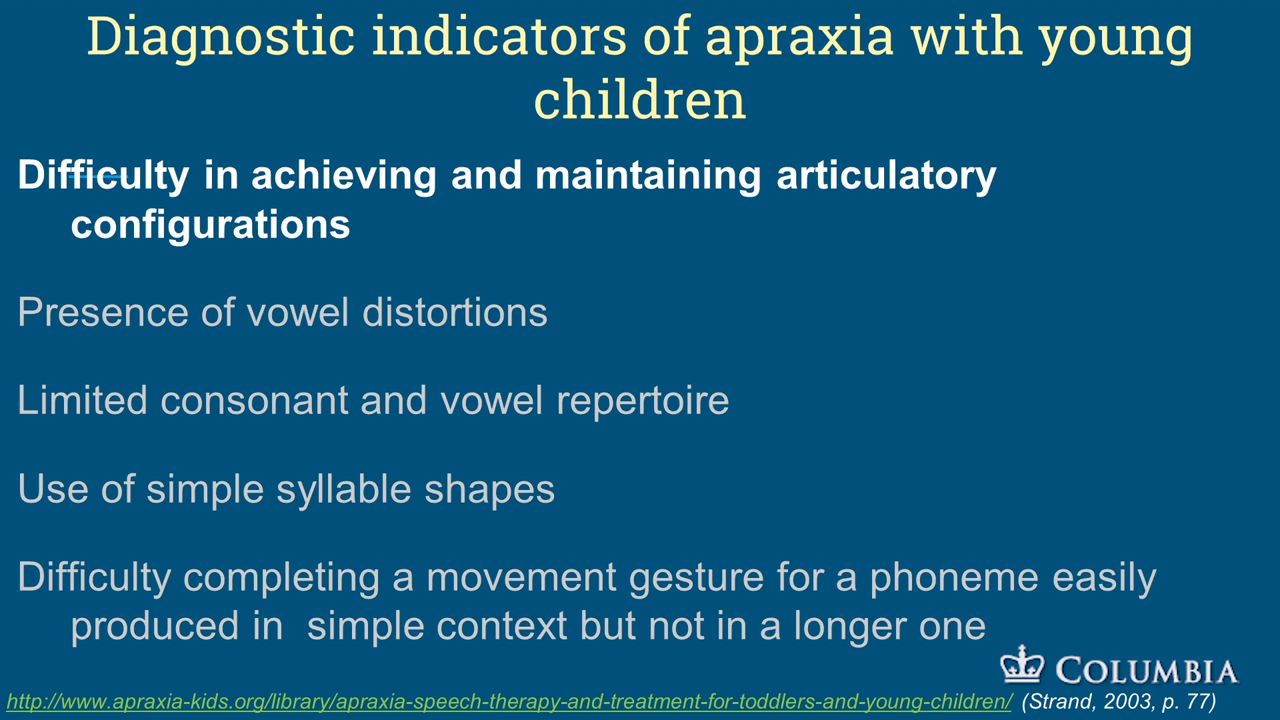 Diagnostic indicators of apraxia with young
children
Difficulty in achieving and maintaining articulatory
configurations
Presence of vowel distortions
Limited consonant and vowel repertoire
Use of simple syllable shapes
Difficulty completing a movement gesture for a phoneme easily
produced in  simple context but not in a longer one
COLUMBIA
http://www.apraxia-kids.org/library/apraxia-speech-therapy-and-treatment-for-toddlers-and-young-children/ (Strand, 2003, p. 77)